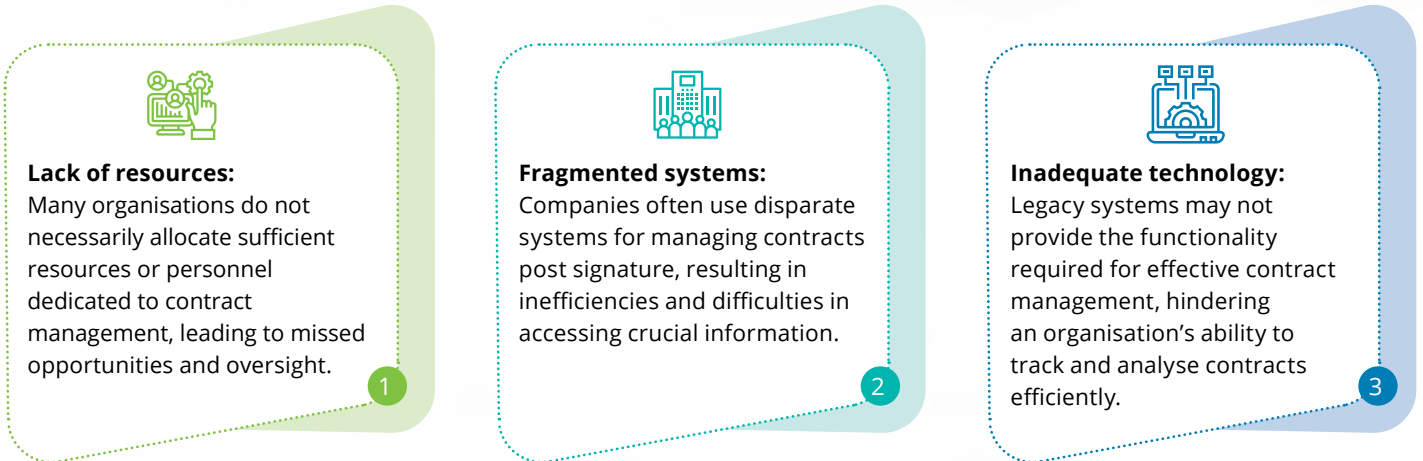 Lack of resources:
Many organisations do not
necessarily allocate sufficient
resources or personnel
dedicated to contract
management, leading to missed
opportunities and oversight.
1
Fragmented systems:
Companies often use disparate
systems for managing contracts
post signature, resulting in
inefficiencies and difficulties in
accessing crucial information.
2
Inadequate technology:
Legacy systems may not
provide the functionality
required for effective contract
management, hindering
an organisation’s ability to
track and analyse contracts
efficiently.
3